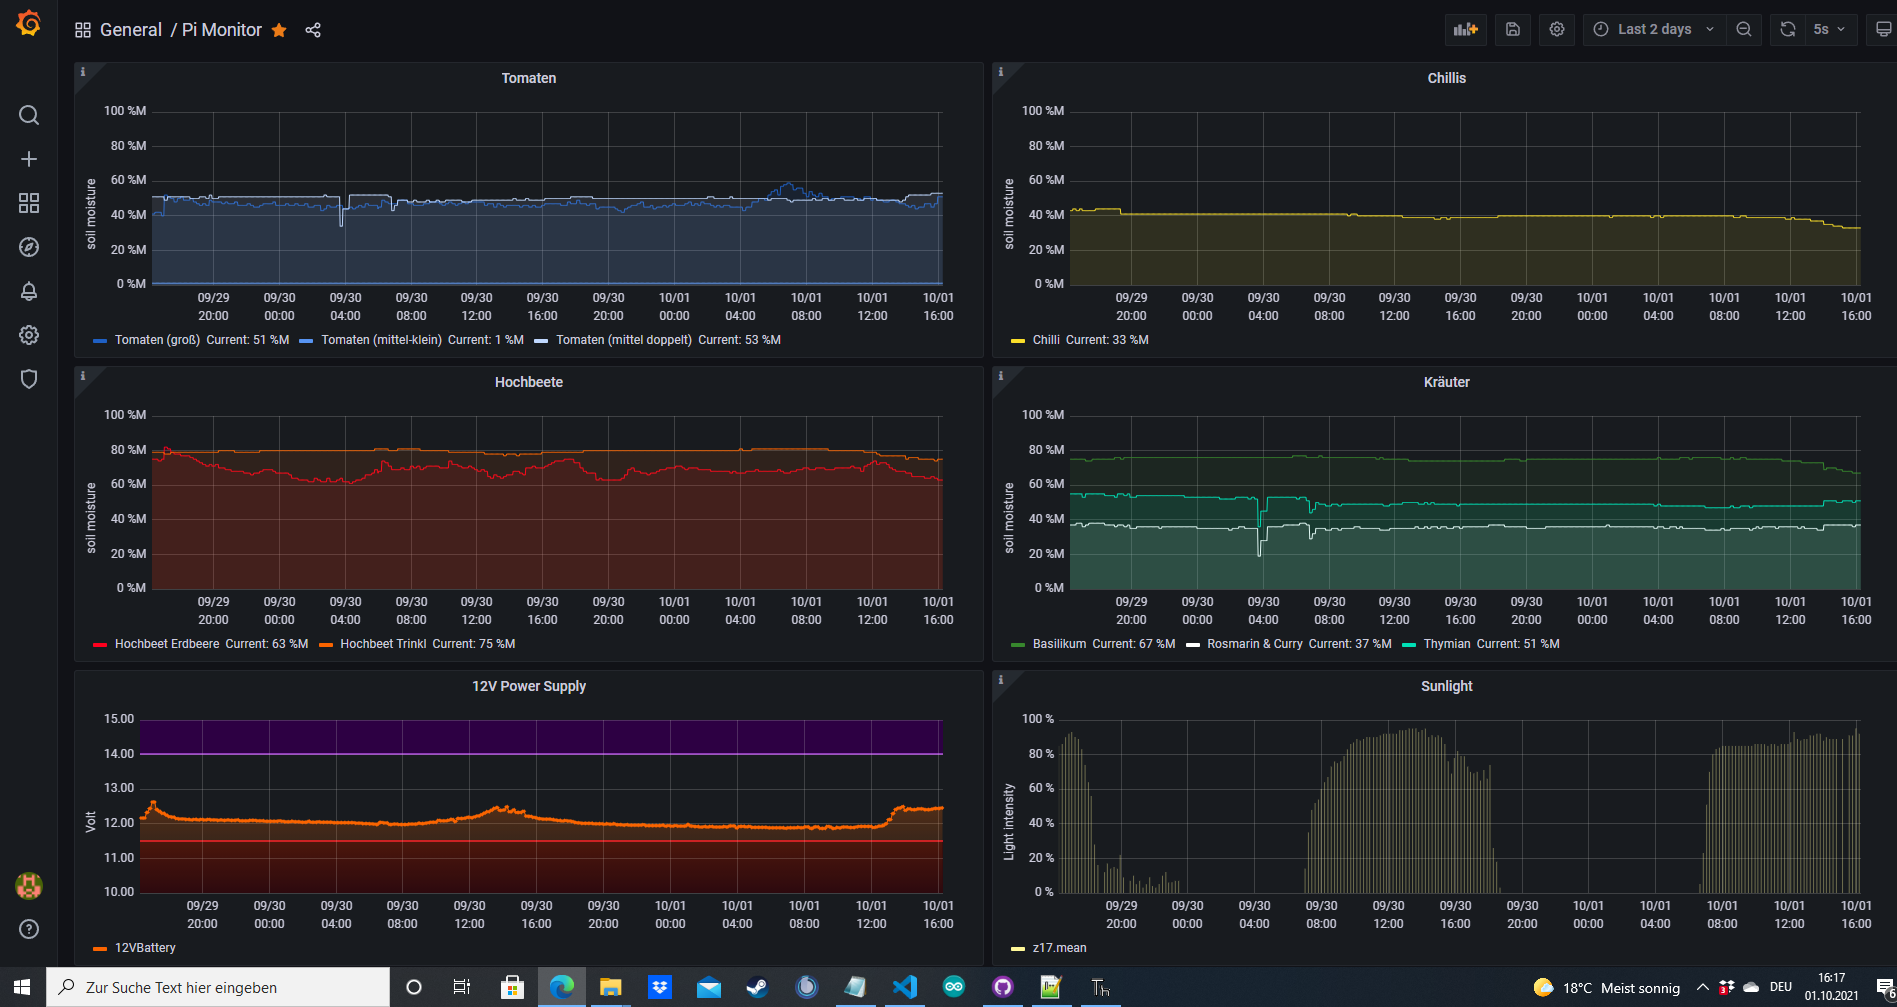 General / Pi Monitor
Last 2 days
5s
Tomaten
100 %M
80 %M
60 %M
40 %M
20 %M
0 %M
soil moisture
09/29 09/30 09/30 09/30 09/30 09/30 09/30 10/01 10/01 10/01 10/01 10/01
20:00 00:00 04:00 08:00 12:00 16:00 20:00 00:00 04:00 08:00 12:00 16:00
Tomaten (groß) Current: 51 %M Tomaten (mittel-klein) Current: 1 %M Tomaten (mittel doppelt) Current: 53 %M
Chillis
100 %M
80 %M
60 %M
40 %M
20 %M
0 %M
soil moisture
09/29 09/30 09/30 09/30 09/30 09/30 09/30 10/01 10/01 10/01 10/01 10/01
20:00 00:00 04:00 08:00 12:00 16:00 20:00 00:00 04:00 08:00 12:00 16:00
Chilli Current: 33 %M
Hochbeete
100 %M
80 %M
60 %M
40 %M
20 %M
0 %M
soil moisture
09/29 09/30 09/30 09/30 09/30 09/30 09/30 10/01 10/01 10/01 10/01 10/01
20:00 00:00 04:00 08:00 12:00 16:00 20:00 00:00 04:00 08:00 12:00 16:00
Hochbeet Erdbeere Current: 63 %M Hochbeet Trinkl Current: 75 %M
Kräuter
100 %M
80 %M
60 %M
40 %M
20 %M
0 %M
soil moisture
09/29 09/30 09/30 09/30 09/30 09/30 09/30 10/01 10/01 10/01 10/01 10/01
20:00 00:00 04:00 08:00 12:00 16:00 20:00 00:00 04:00 08:00 12:00 16:00
Basilikum Current: 67 %M Rosmarin & Curry Current: 37 %M Thymian Current: 51 %M
12V Power Supply
15.00
14.00
13.00
12.00
11.00
10.00
Volt
09/29 09/30 09/30 09/30 09/30 09/30 09/30 10/01 10/01 10/01 10/01 10/01
20:00 00:00 04:00 08:00 12:00 16:00 20:00 00:00 04:00 08:00 12:00 16:00
12VBattery
Sunlight
100 %
80 %
60 %
40 %
20 %
0 %
Light intensity
09/29 09/30 09/30 09/30 09/30 09/30 09/30 10/01 10/01 10/01 10/01 10/01
20:00 00:00 04:00 08:00 12:00 16:00 20:00 00:00 04:00 08:00 12:00 16:00
z17.mean
Zur Suche Text hier eingeben
18°C Meist sonnig
DEU
16:17
01.10.2021
6